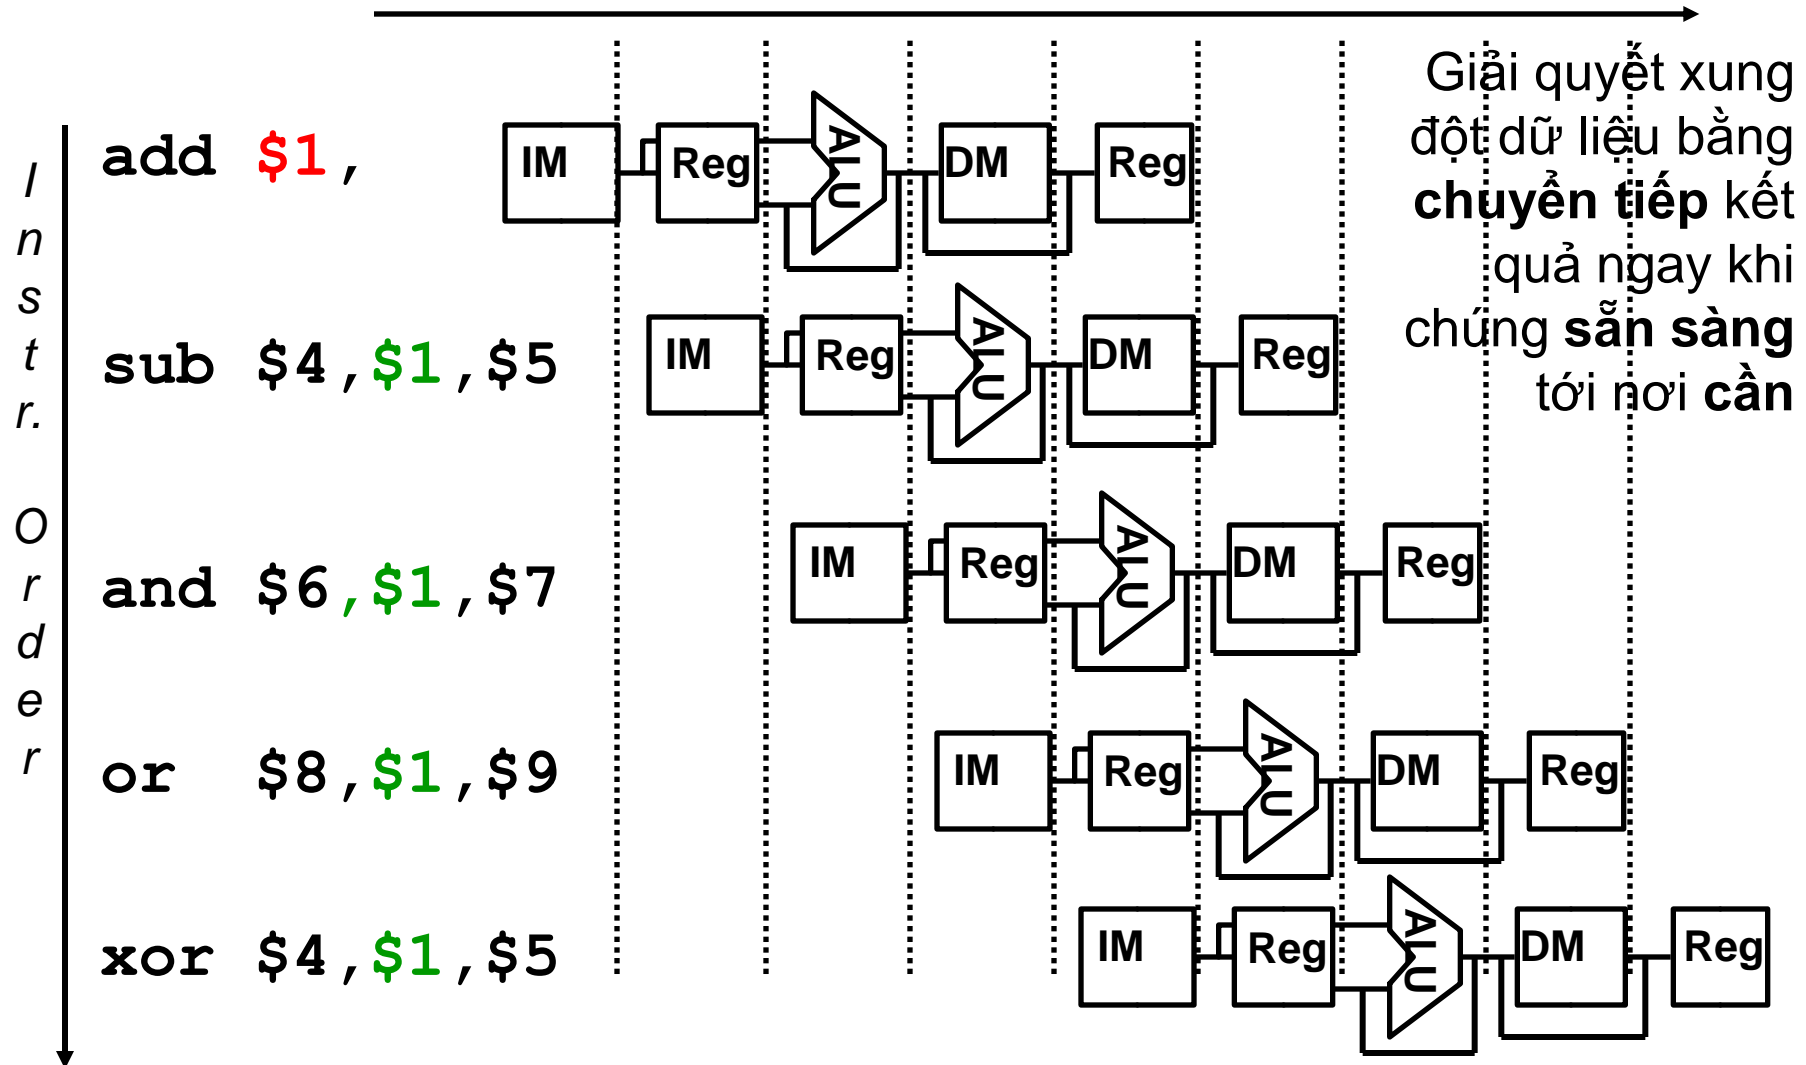 Giải quyết xung
đột dữ liệu bằng
chuyển tiếp kết
quả ngay khi
chúng sẵn sàng
tới nơi cần
Instr. Order
add $1,
IM Reg ALU DM Reg
sub $4,$1,$5
IM Reg ALU DM Reg
and $6,$1,$7
IM Reg ALU DM Reg
or $8,$1,$9
IM Reg ALU DM Reg
xor $4,$1,$5
IM Reg ALU DM Reg